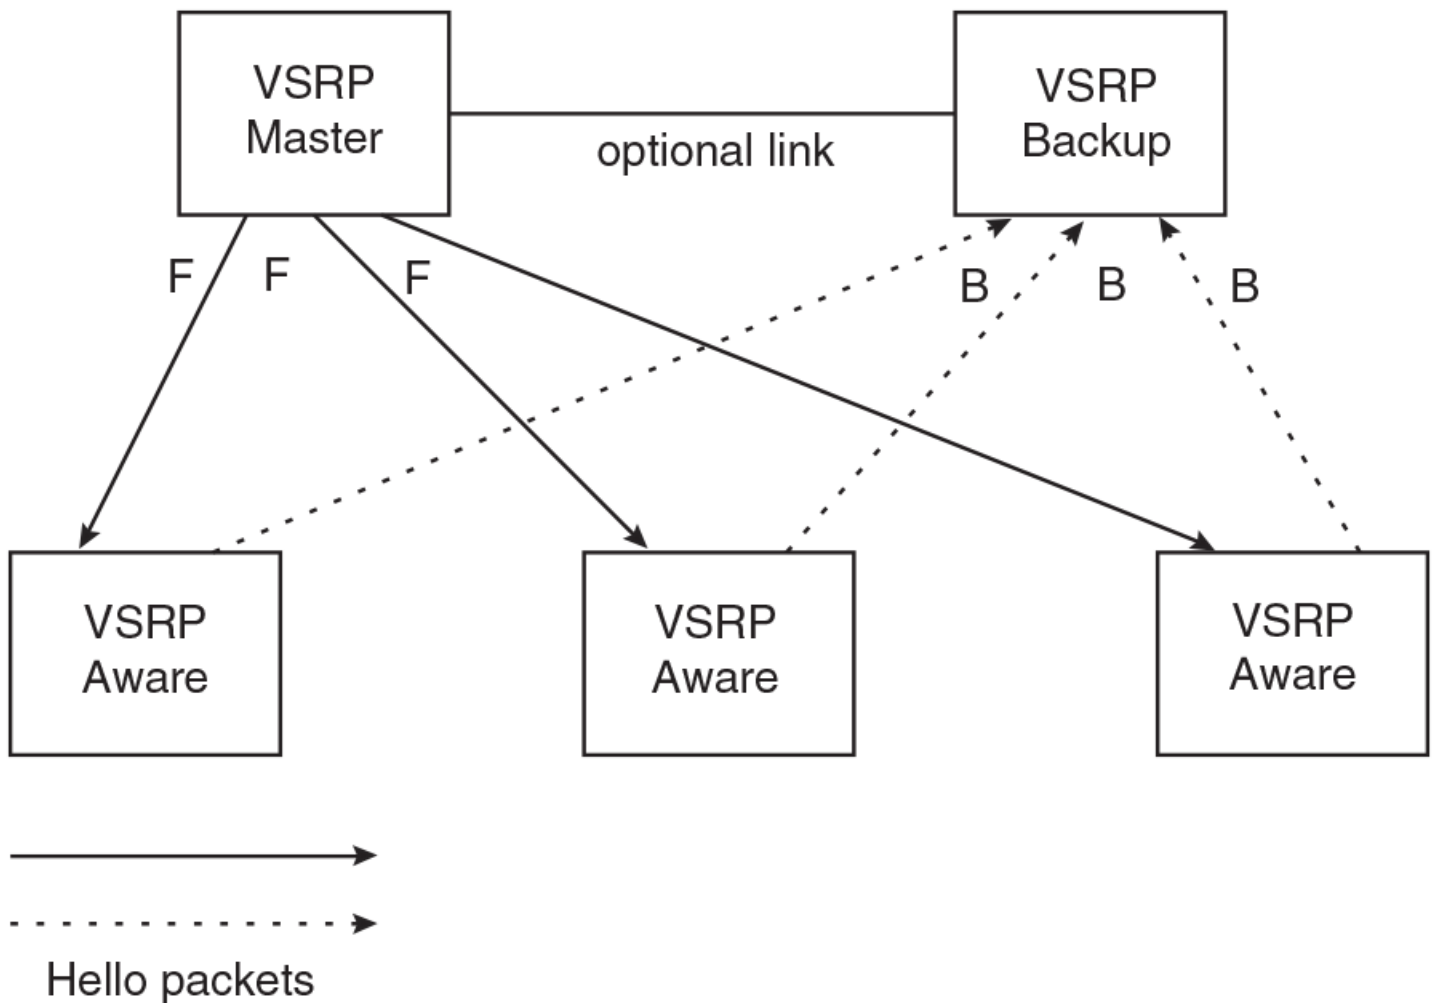 VSRP
Master
VSRP
Backup
optional link
F
F
F
B
B
B
VSRP
Aware
VSRP
Aware
VSRP
Aware
Hello packets